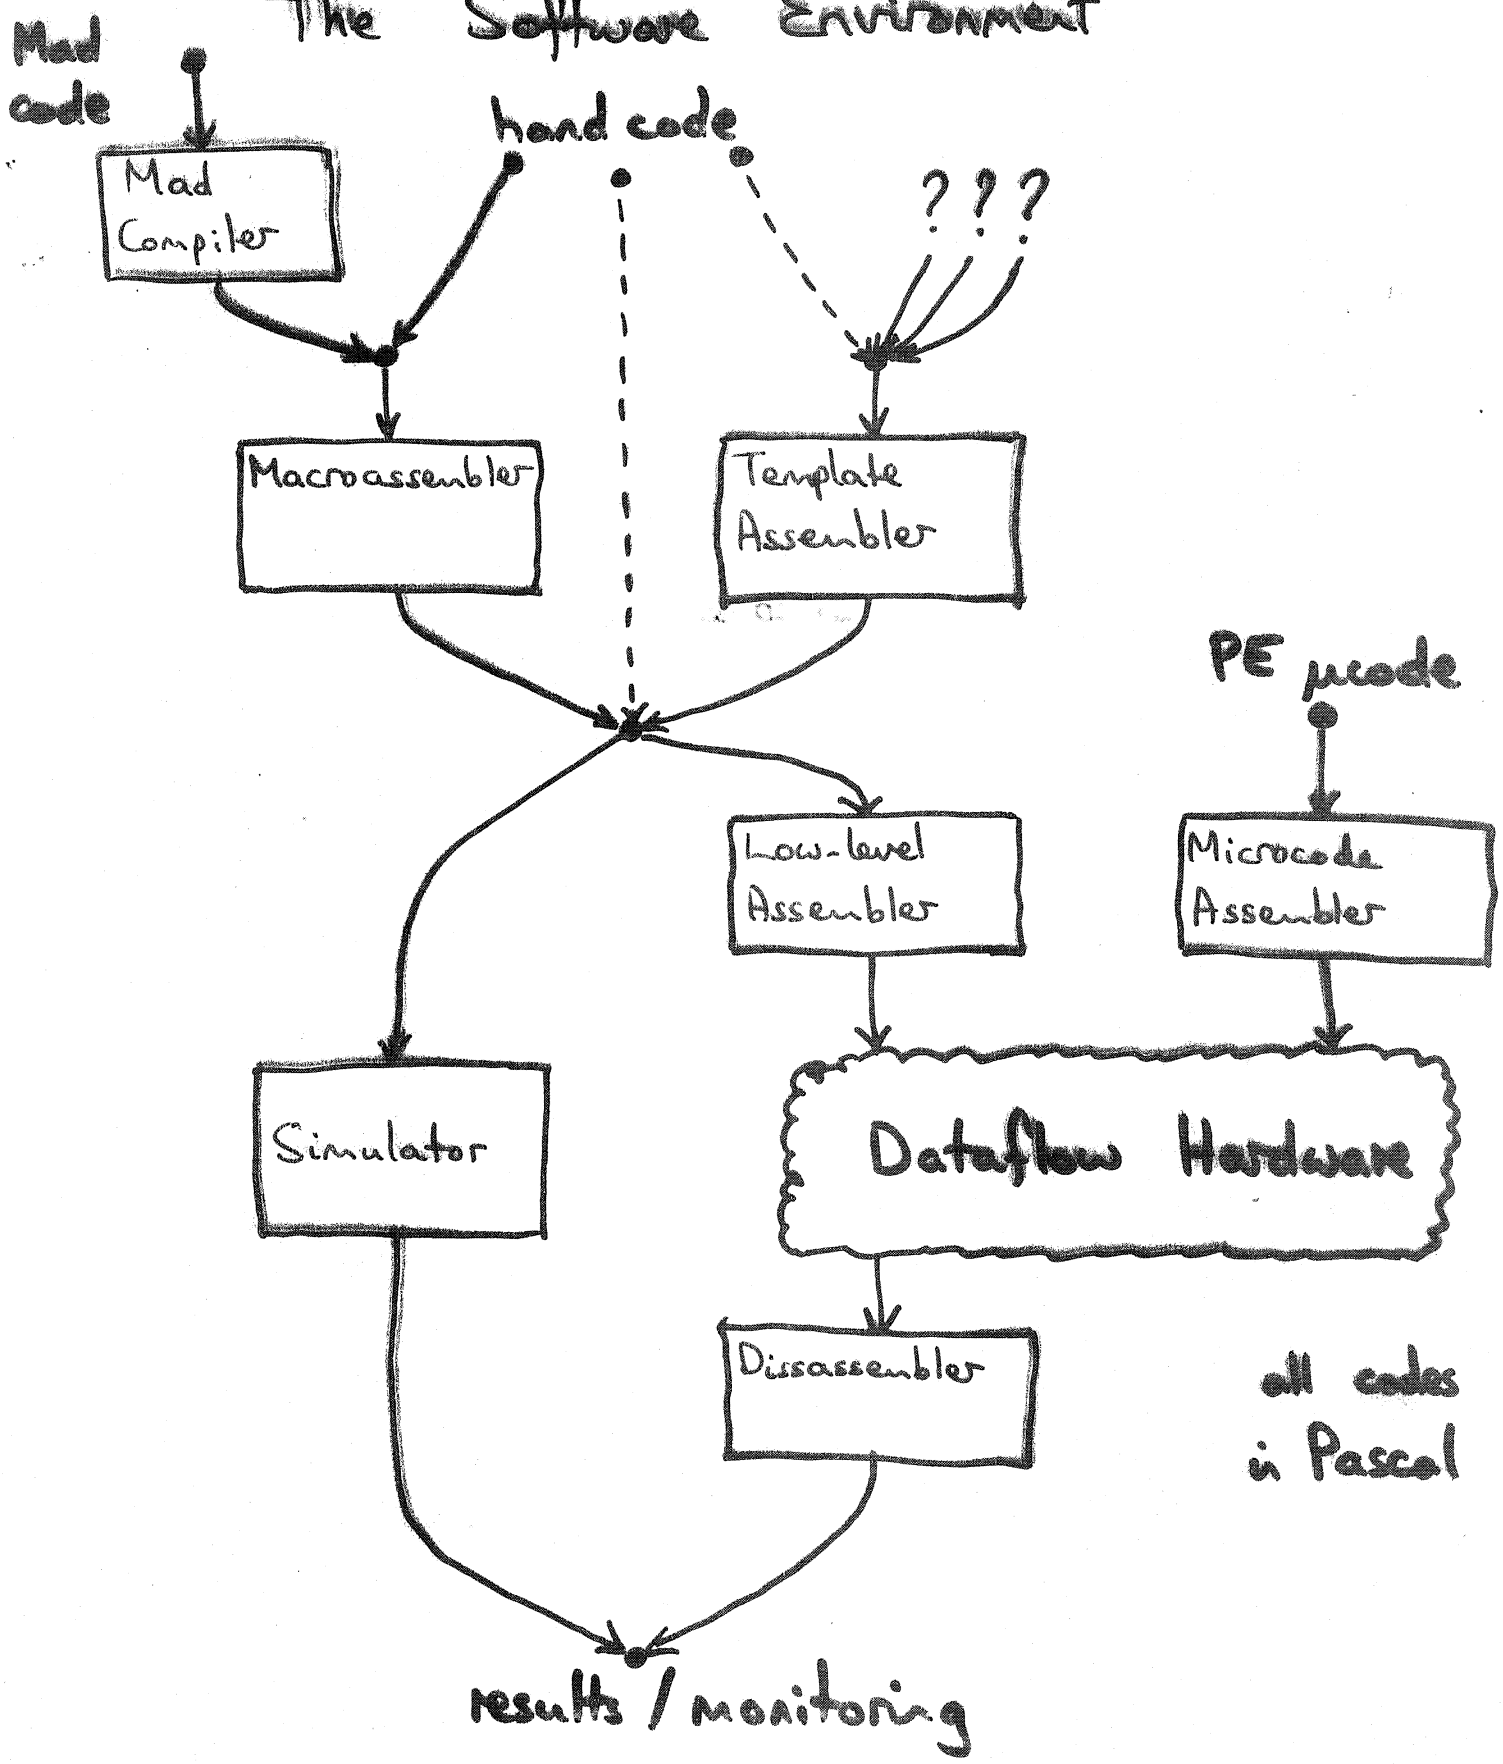 The Software Environment
Mad
code
hand code
Mad
Compiler
? ? ?
Macroassembler
Template
Assembler
PE µcode
Low-level
Assembler
Microcode
Assembler
Simulator
Dataflow Hardware
Dissassembler
all codes
in Pascal
results / monitoring